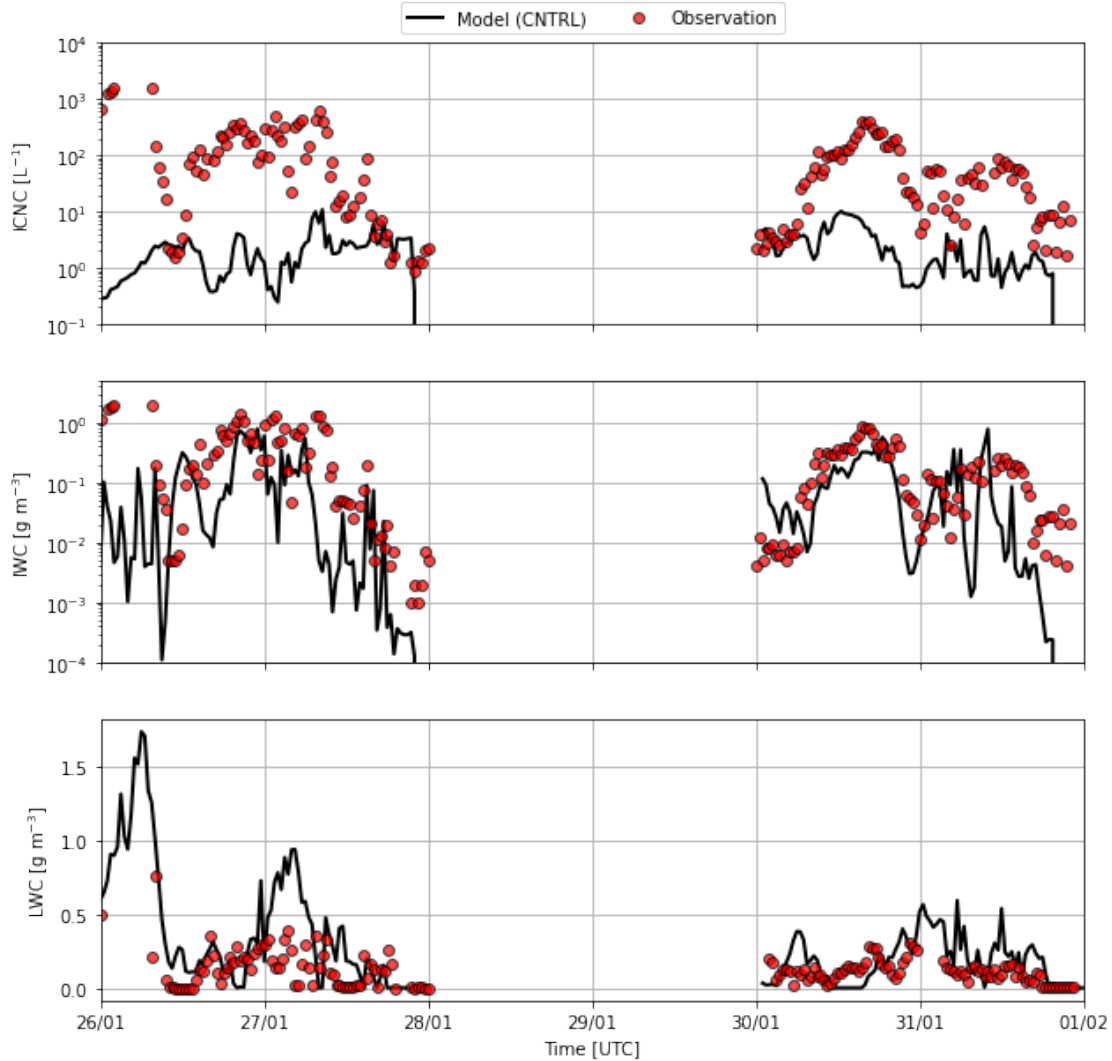 Model (CNTRL) Observation
ICNC [L⁻¹]
10⁴
10³
10²
10¹
10⁰
10⁻¹
IWC [g m⁻³]
10⁰
10⁻¹
10⁻²
10⁻³
10⁻⁴
LWC [g m⁻³]
1.5
1.0
0.5
0.0
26/01 27/01 28/01 29/01 30/01 31/01 01/02
Time [UTC]